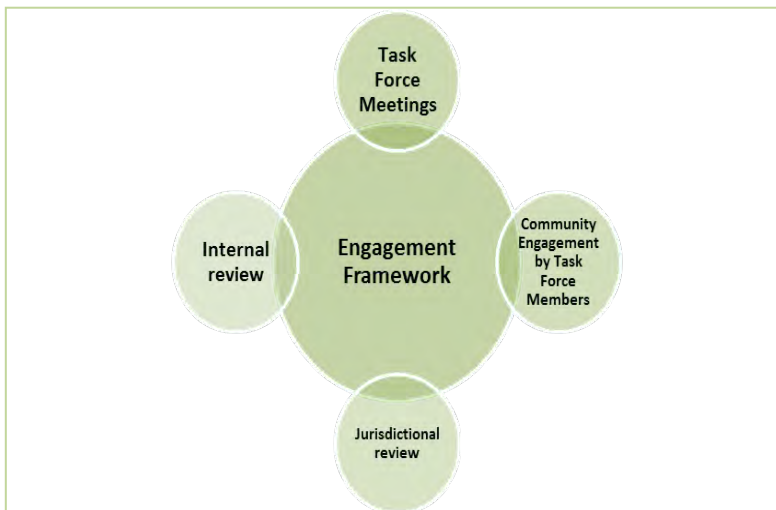 Task
Force
Meetings
Internal
review
Engagement
Framework
Community
Engagement
by Task
Force
Members
Jurisdictional
review